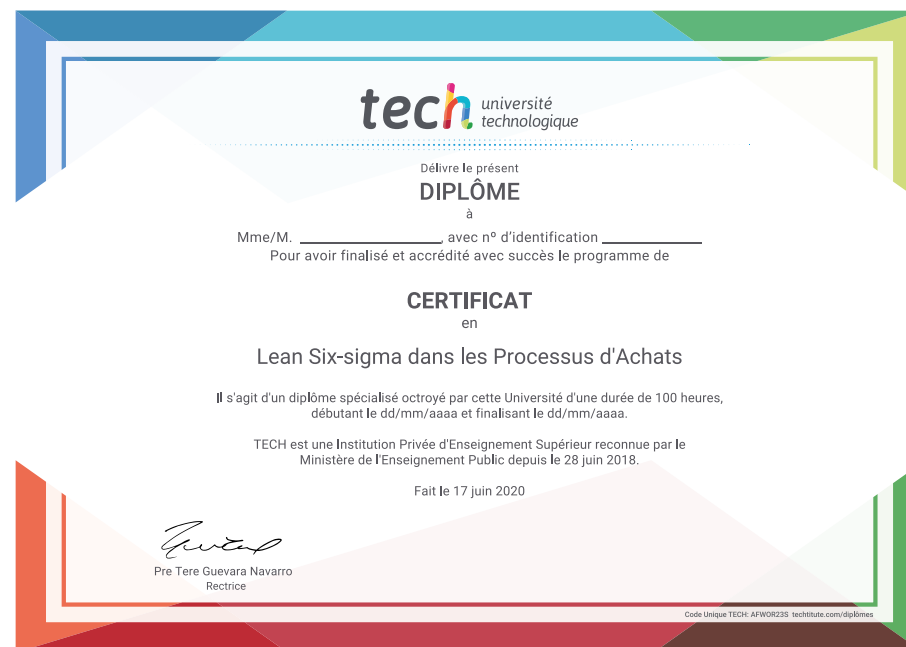 tech université
technologique
Délivre le présent
DIPLÔME
à
Mme/M. ____________________, avec nº d'identification ______________
Pour avoir finalisé et accrédité avec succès le programme de
CERTIFICAT
en
Lean Six-sigma dans les Processus d'Achats
Il s'agit d'un diplôme spécialisé octroyé par cette Université d'une durée de 100 heures,
débutant le dd/mm/aaaa et finalisant le dd/mm/aaaa.
TECH est une Institution Privée d'Enseignement Supérieur reconnue par le
Ministère de l'Enseignement Public depuis le 28 juin 2018.
Fait le 17 juin 2020
Pre Tere Guevara Navarro
Rectrice
Code Unique TECH: AFWOR23S techtitute.com/diplômes